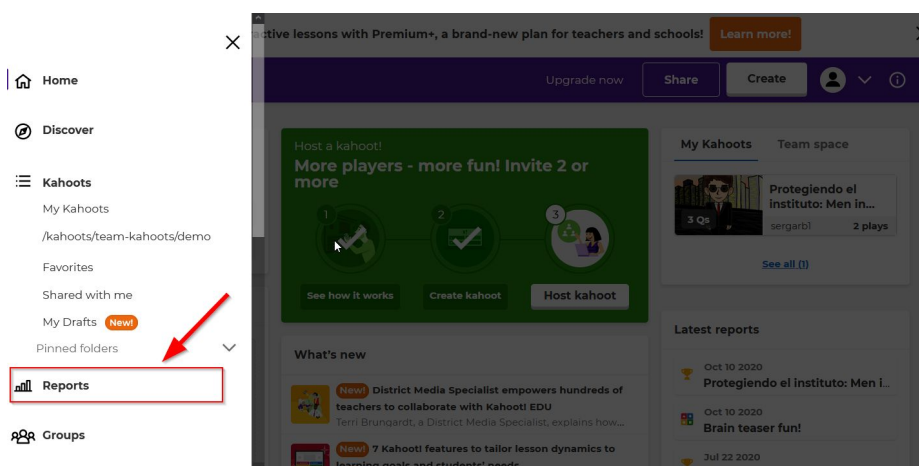 active lessons with Premium+, a brand-new plan for teachers and schools! Learn more!
Home
Discover
Kahoots
My Kahoots
/kahoots/team-kahoots/demo
Favorites
Shared with me
My Drafts New!
Pinned folders
Reports
Groups
Upgrade now Share Create
Host a kahoot!
More players - more fun! Invite 2 or
more
1 2 3
See how it works Create kahoot Host kahoot
What's new
New! District Media Specialist empowers hundreds of
teachers to collaborate with Kahoot! EDU
Terri Brungardt, a District Media Specialist, explains how...
New! 7 Kahoot! features to tailor lesson dynamics to
learning goals and students' needs
My Kahoots Team space
Protegiendo el
instituto: Men in...
3 Qs
sergarb1 2 plays
See all (1)
Latest reports
Oct 10 2020
Protegiendo el instituto: Men i...
Oct 10 2020
Brain teaser fun!
Jul 22 2020